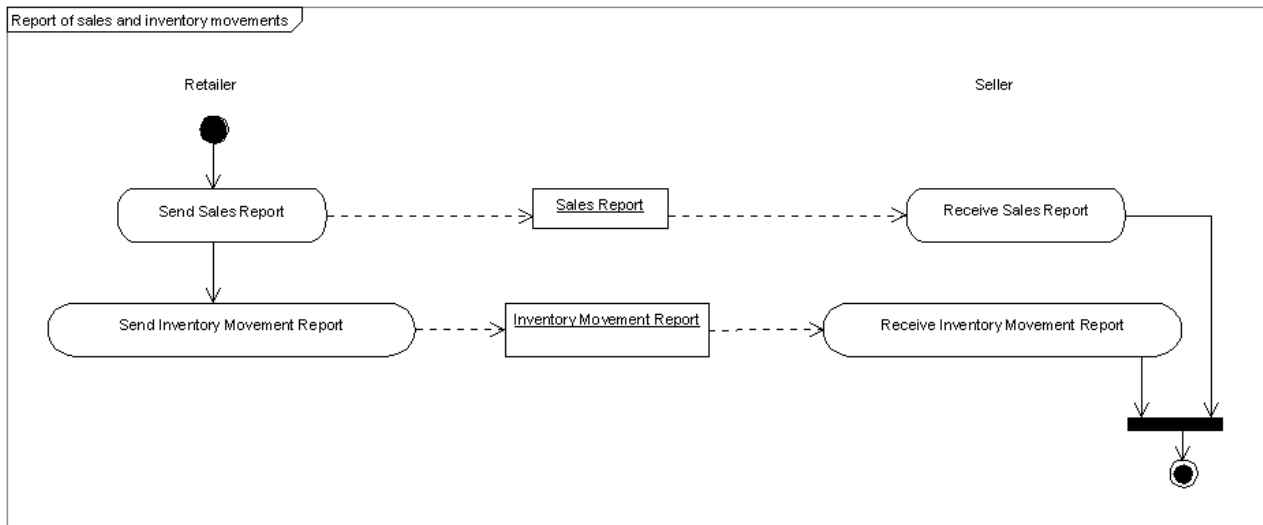 Report of sales and inventory movements
Retailer
Seller
Send Sales Report
Sales Report
Receive Sales Report
Send Inventory Movement Report
Inventory Movement Report
Receive Inventory Movement Report